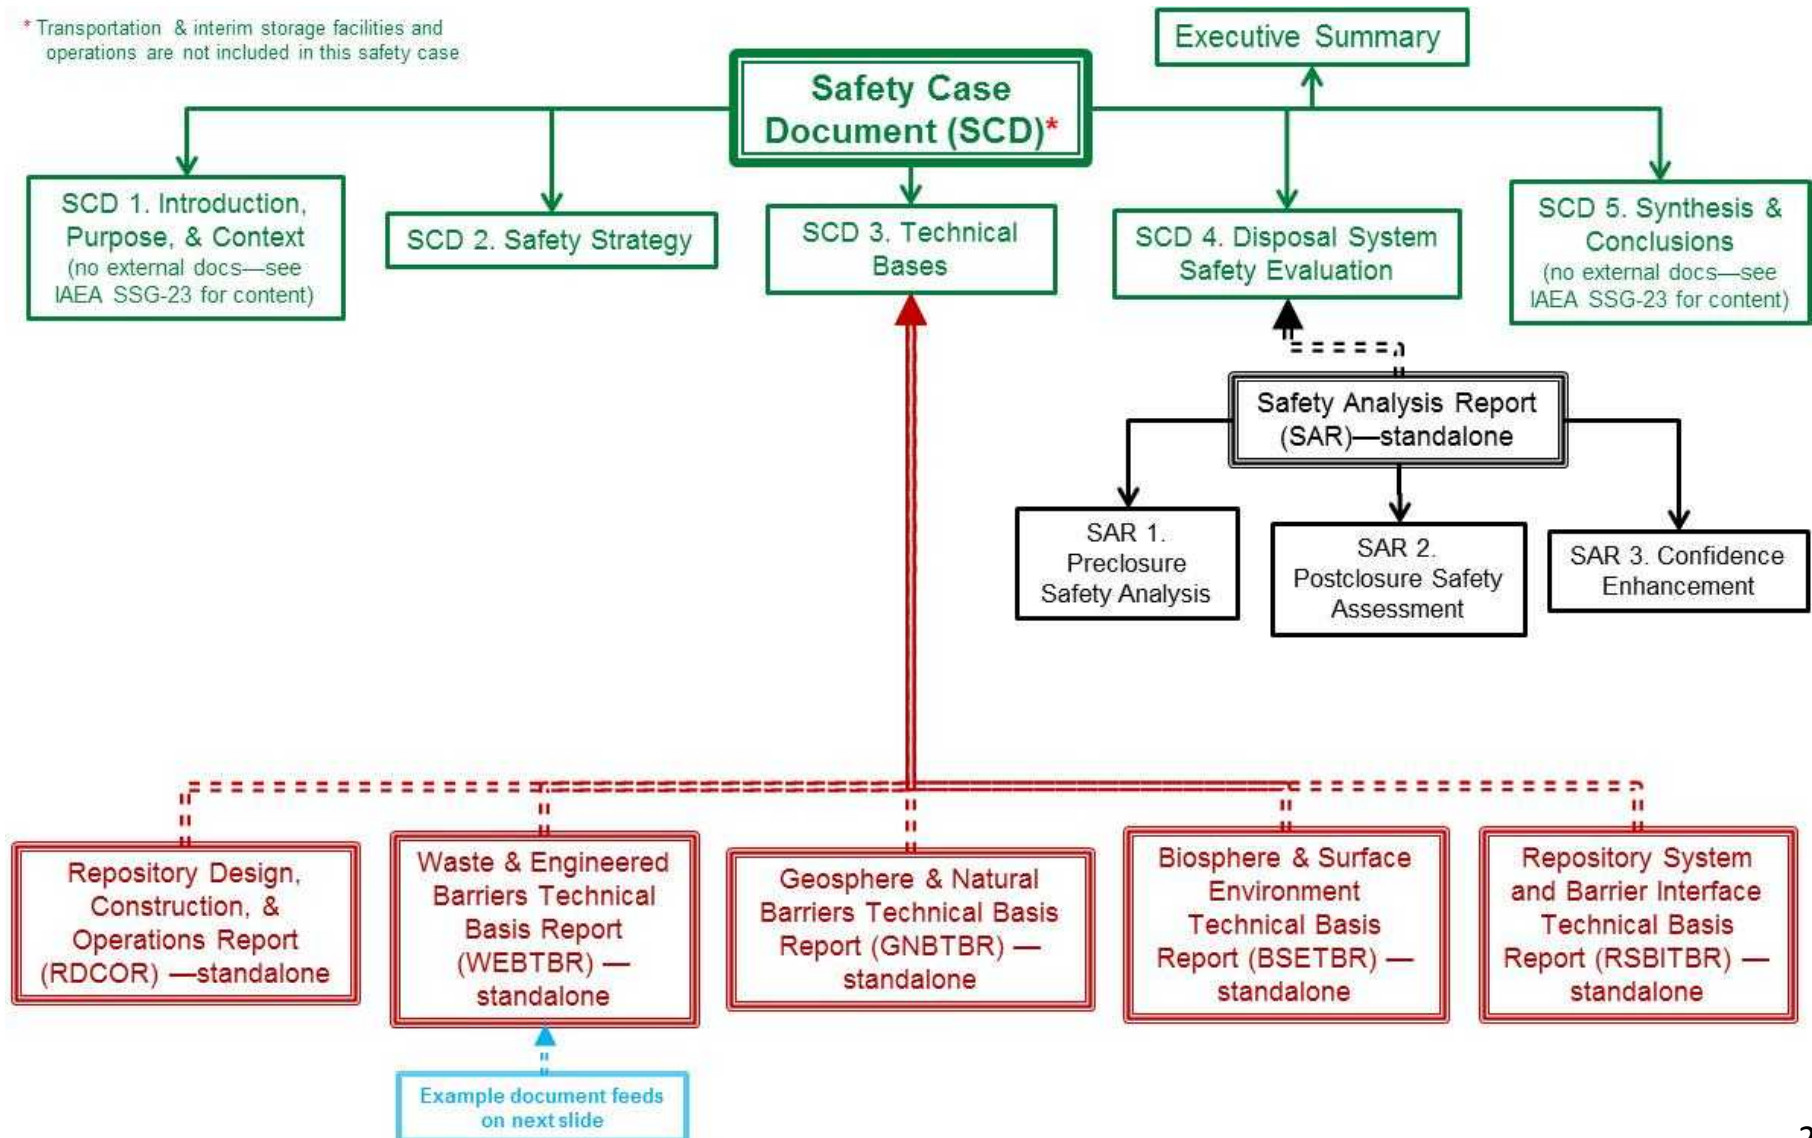 * Transportation & interim storage facilities and
operations are not included in this safety case
Executive Summary
Safety Case
Document (SCD)*
SCD 1. Introduction,
Purpose, & Context
(no external docs—see
IAEA SSG-23 for content)
SCD 2. Safety Strategy
SCD 3. Technical
Bases
SCD 4. Disposal System
Safety Evaluation
SCD 5. Synthesis &
Conclusions
(no external docs—see
IAEA SSG-23 for content)
Safety Analysis Report
(SAR)—standalone
SAR 1.
Preclosure
Safety Analysis
SAR 2.
Postclosure Safety
Assessment
SAR 3. Confidence
Enhancement
Repository Design,
Construction, &
Operations Report
(RDCOR) —standalone
Waste & Engineered
Barriers Technical
Basis Report
(WEBTBR) —
standalone
Geosphere & Natural
Barriers Technical Basis
Report (GNBTBR) —
standalone
Biosphere & Surface
Environment
Technical Basis
Report (BSETBR) —
standalone
Repository System
and Barrier Interface
Technical Basis
Report (RSBITBR) —
standalone
Example document feeds
on next slide